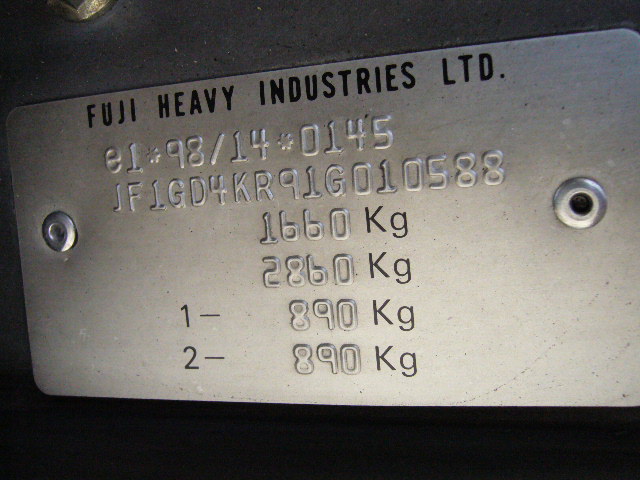 FUJI HEAVY INDUSTRIES LTD.
e1*98/14*0145
JF1GD4KR91G010588
1660 Kg
2860 Kg
1- 890 Kg
2- 890 Kg